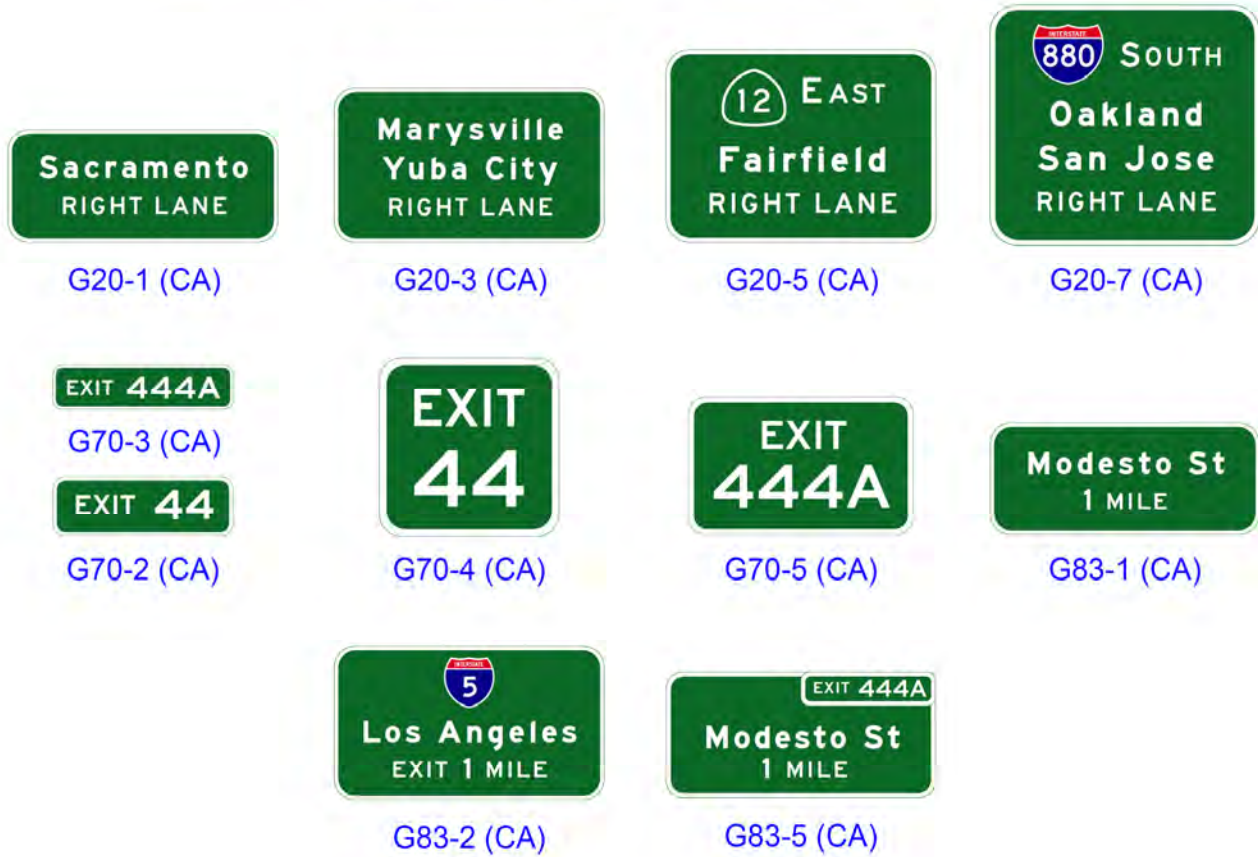 Sacramento
RIGHT LANE
G20-1 (CA)
Marysville
Yuba City
RIGHT LANE
G20-3 (CA)
12 EAST
Fairfield
RIGHT LANE
G20-5 (CA)
INTERSTATE
880 SOUTH
Oakland
San Jose
RIGHT LANE
G20-7 (CA)
EXIT 444A
G70-3 (CA)
EXIT 44
G70-2 (CA)
EXIT
44
G70-4 (CA)
EXIT
444A
G70-5 (CA)
Modesto St
1 MILE
G83-1 (CA)
INTERSTATE
5
Los Angeles
EXIT 1 MILE
G83-2 (CA)
EXIT 444A
Modesto St
1 MILE
G83-5 (CA)